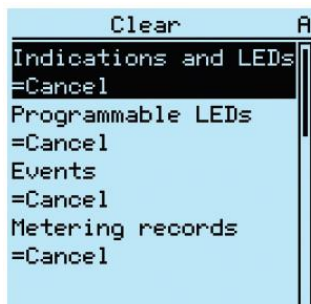 Clear A
Indications and LEDs
=Cancel
Programmable LEDs
=Cancel
Events
=Cancel
Metering records
=Cancel